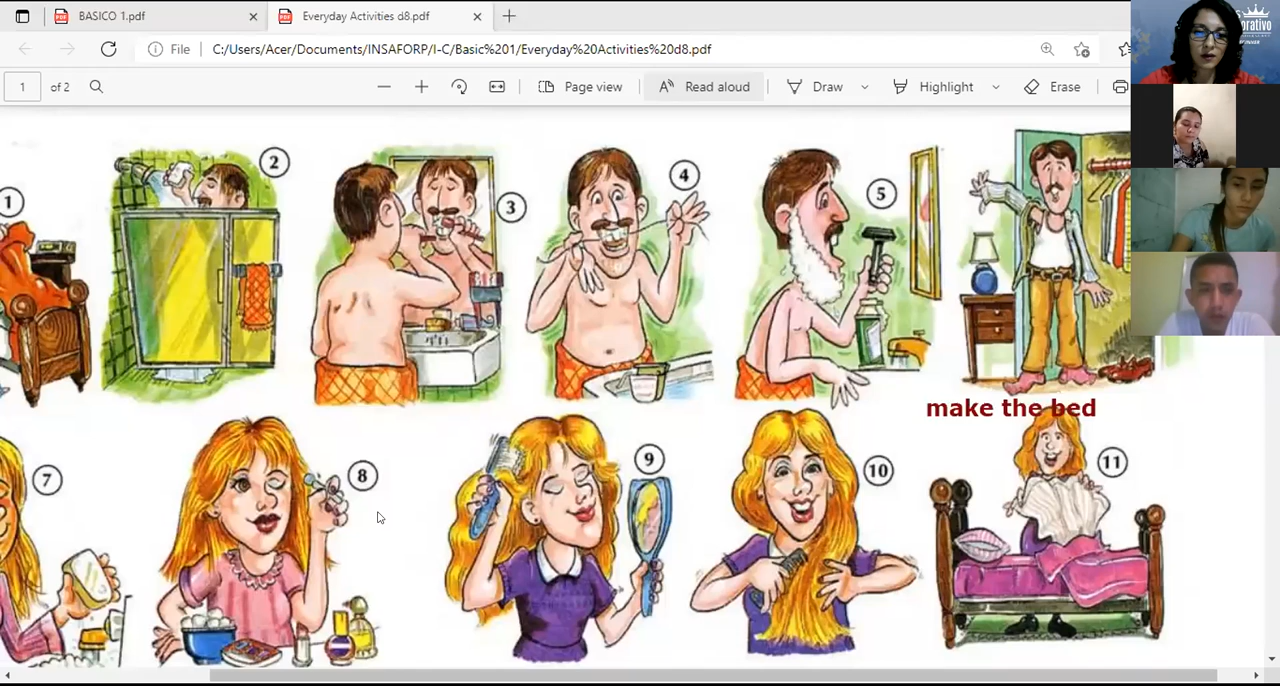 BASICO 1.pdf
Everyday Activities d8.pdf
File C:/Users/Acer/Documents/INSAFORP/I-C/Basic%201/Everyday%20Activities%20d8.pdf
1 of 2 Page view Read aloud Draw Highlight Erase
1
2
3
4
5
make the bed
7
8
9
10
11